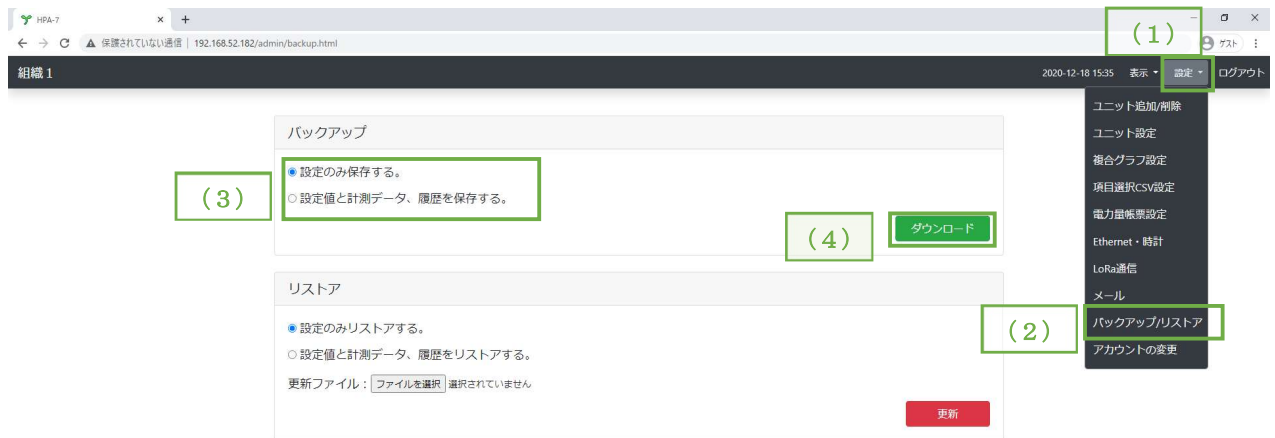 HPA-7
保護されていない通信 | 192.168.52.182/admin/backup.html
ゲスト
（1）
組織 1
2020-12-18 15:35 表示 設定 ログアウト
ユニット追加/削除
ユニット設定
複合グラフ設定
項目選択CSV設定
電力量帳票設定
Ethernet・時計
LoRa通信
メール
バックアップ/リストア
アカウントの変更
（2）
バックアップ
設定のみ保存する。
設定値と計測データ、履歴を保存する。
（3）
ダウンロード
（4）
リストア
設定のみリストアする。
設定値と計測データ、履歴をリストアする。
更新ファイル： ファイルを選択 選択されていません
更新